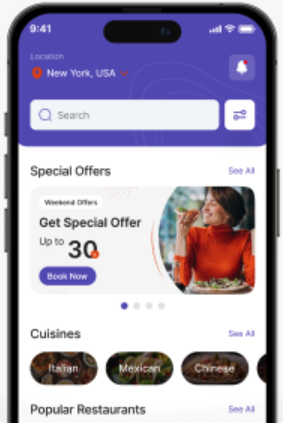 9:41
Location
New York, USA
Search
Special Offers
See All
Weekend Offers
Get Special Offer
Up to
30
Book Now
Cuisines
See All
Italian
Mexican
Chinese
Popular Restaurants
See All